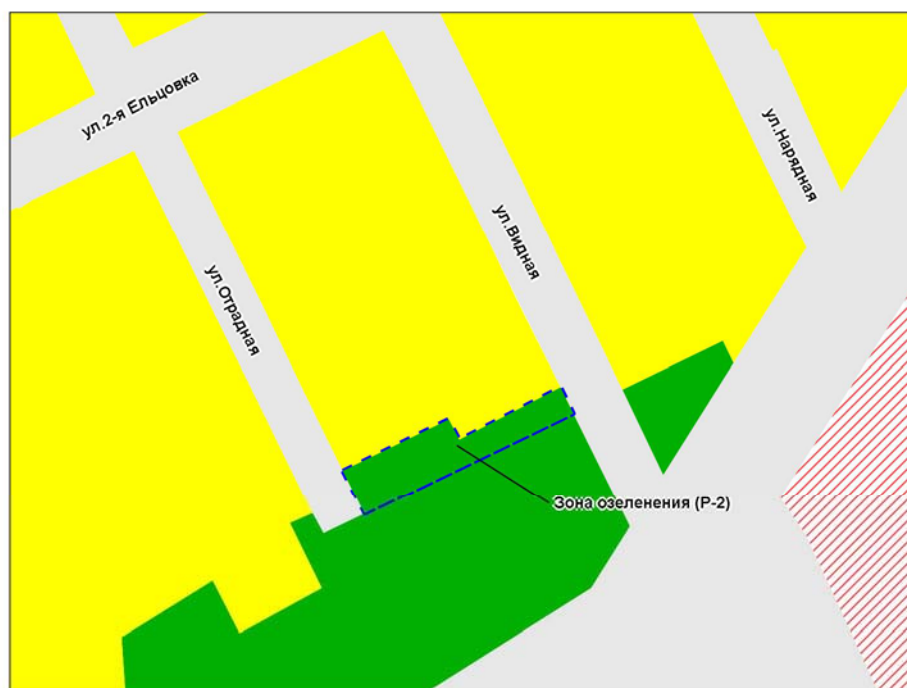 ул.2-я Ельцовка
ул.Нарядная
ул.Видная
ул.Отрадная
Зона озеленения (Р-2)